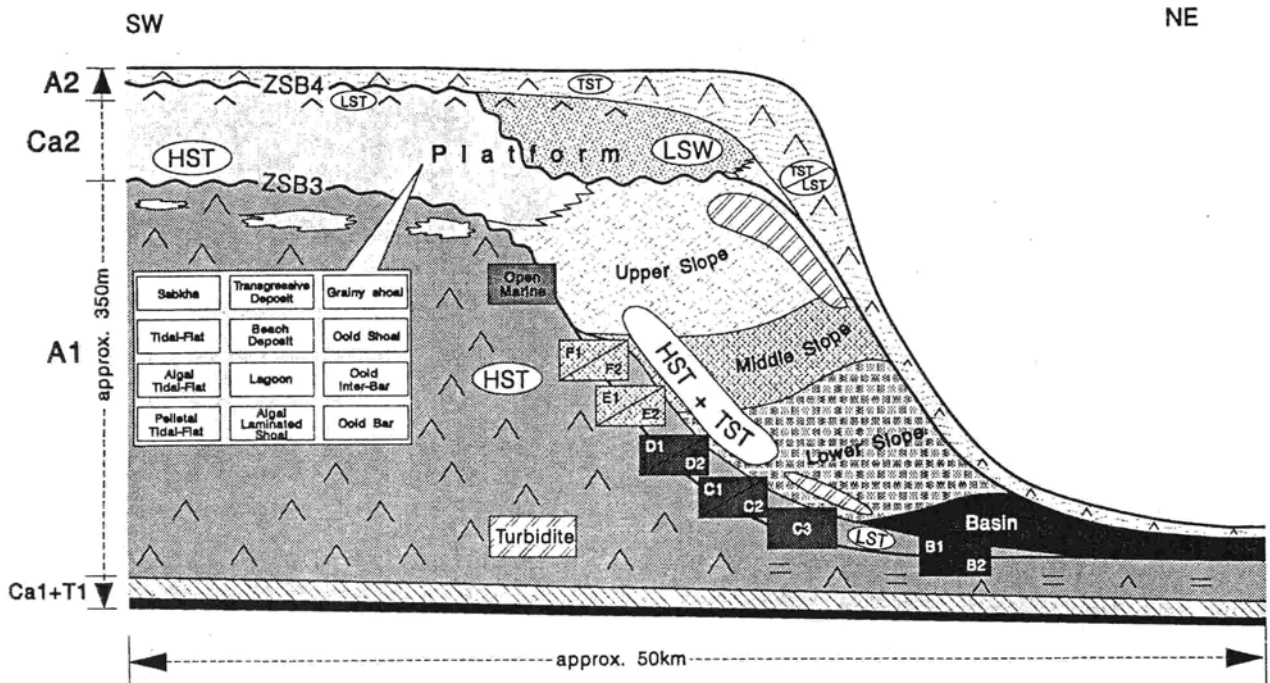 SW
NE
A2
ZSB4
TST
LST
Ca2
Platform
LSW
HST
TST
LST
ZSB3
Upper Slope
Open
Marine
Sabkha
Transgressive
Deposit
Grainy shoal
Tidal-Flat
Beach
Deposit
Ooid Shoal
Algal
Tidal-Flat
Lagoon
Ooid
Inter-Bar
Pelletal
Tidal-Flat
Algal
Laminated
Shoal
Ooid Bar
approx. 350m
A1
HST
F1
F2
HST + TST
Middle Slope
E1
E2
D1
D2
Lower Slope
C1
C2
C3
Turbidite
LST
Basin
B1
B2
Ca1+T1
approx. 50km